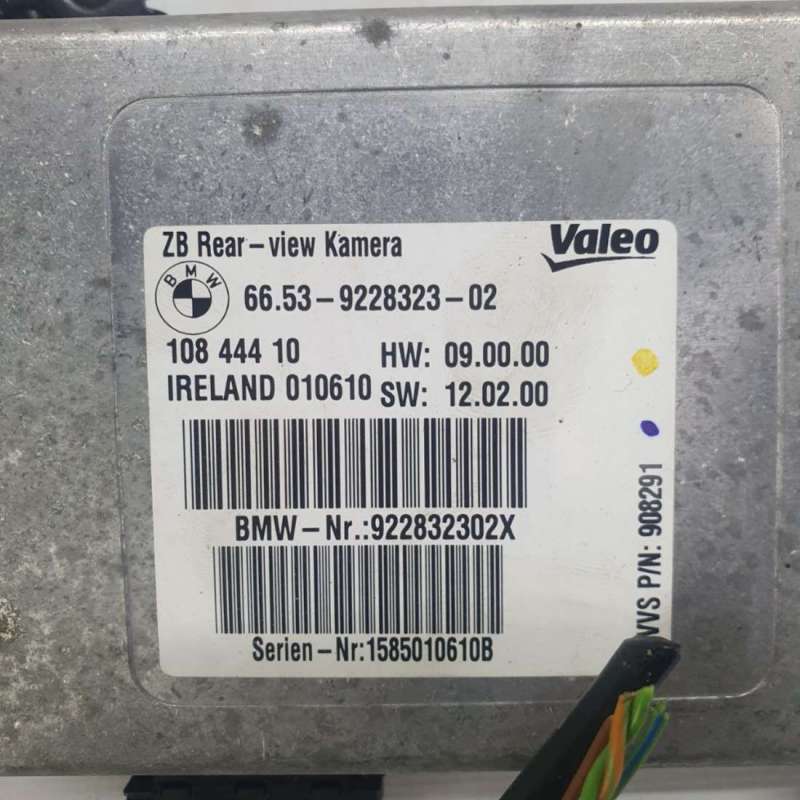 ZB Rear-view Kamera
Valeo
BMW
66.53-9228323-02
108 444 10 HW: 09.00.00
IRELAND 010610 SW: 12.02.00
BMW-Nr.:922832302X
Serien-Nr:1585010610B
VVS P/N: 908291